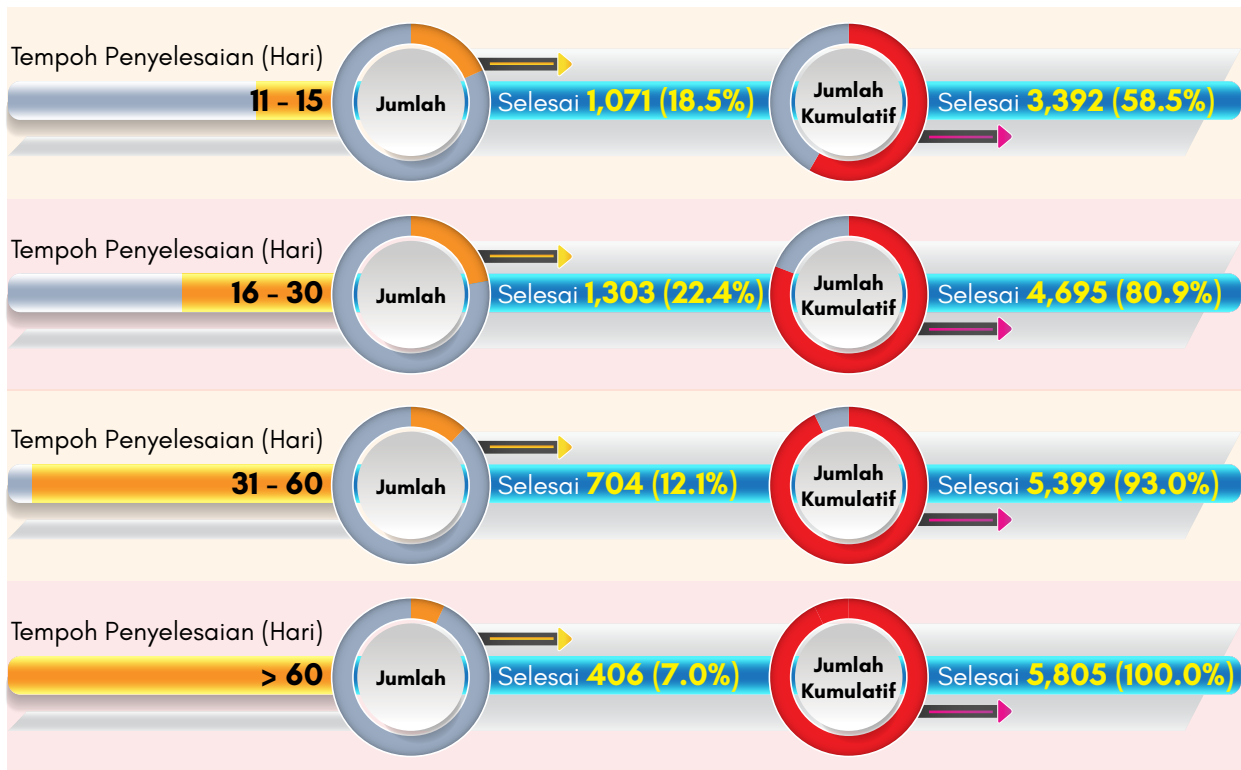 Tempoh Penyelesaian (Hari)
11 - 15
Jumlah
Selesai 1,071 (18.5%)
Jumlah
Kumulatif
Selesai 3,392 (58.5%)
Tempoh Penyelesaian (Hari)
16 - 30
Jumlah
Selesai 1,303 (22.4%)
Jumlah
Kumulatif
Selesai 4,695 (80.9%)
Tempoh Penyelesaian (Hari)
31 - 60
Jumlah
Selesai 704 (12.1%)
Jumlah
Kumulatif
Selesai 5,399 (93.0%)
Tempoh Penyelesaian (Hari)
> 60
Jumlah
Selesai 406 (7.0%)
Jumlah
Kumulatif
Selesai 5,805 (100.0%)